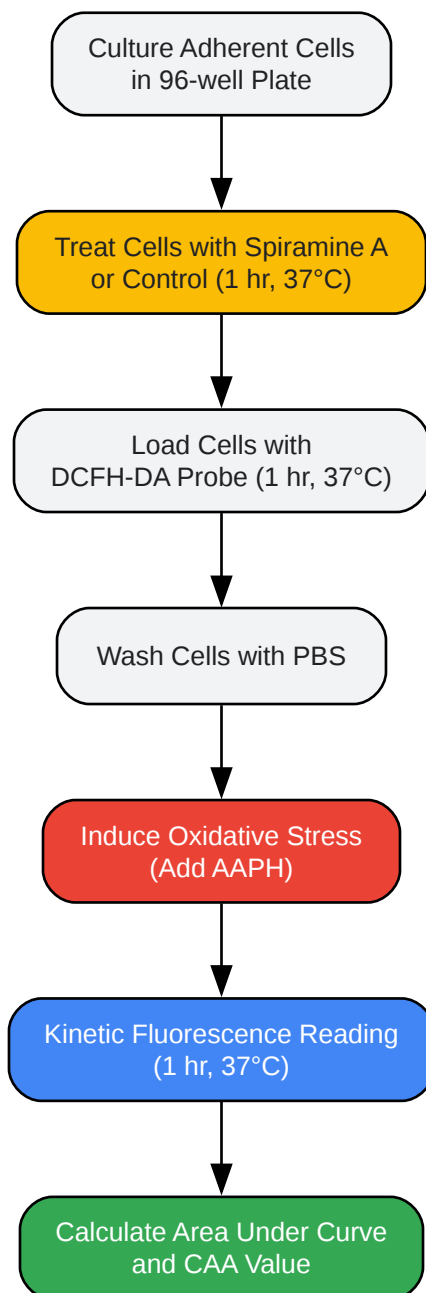 Culture Adherent Cells
in 96-well Plate
Treat Cells with Spiramine A
or Control (1 hr, 37°C)
Load Cells with
DCFH-DA Probe (1 hr, 37°C)
Wash Cells with PBS
Induce Oxidative Stress
(Add AAPH)
Kinetic Fluorescence Reading
(1 hr, 37°C)
Calculate Area Under Curve
and CAA Value